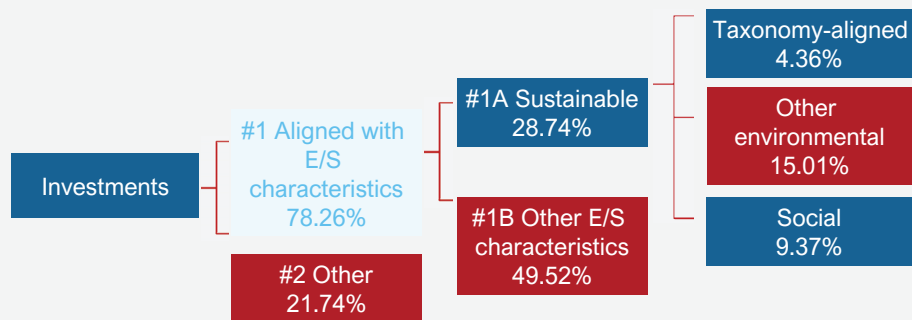 Investments
#1 Aligned with
E/S
characteristics
78.26%
#2 Other
21.74%
#1A Sustainable
28.74%
#1B Other E/S
characteristics
49.52%
Taxonomy-aligned
4.36%
Other
environmental
15.01%
Social
9.37%